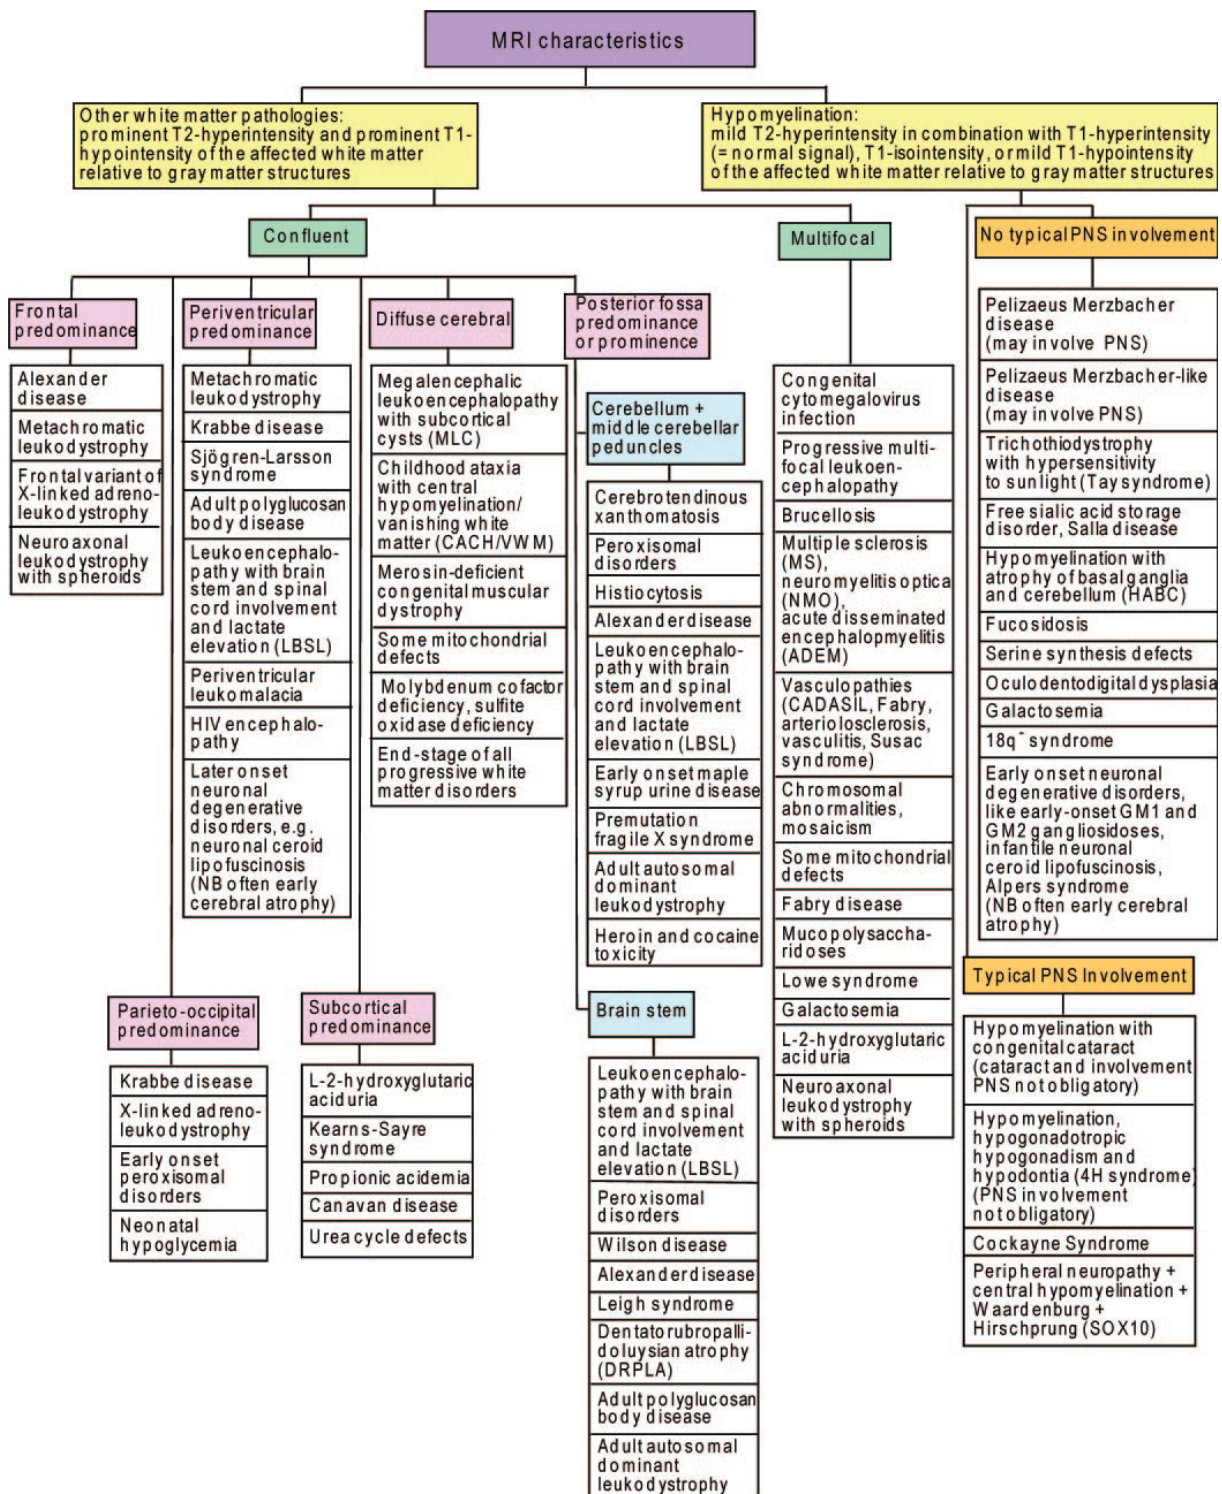 MRI characteristics
Other white matter pathologies:
prominent T2-hyperintensity and prominent T1-
hypointensity of the affected white matter
relative to gray matter structures
Hypomyelination:
mild T2-hyperintensity in combination with T1-hyperintensity
(= normal signal), T1-isointensity, or mild T1-hypointensity
of the affected white matter relative to gray matter structures
Confluent
Multifocal
No typical PNS involvement
Frontal
predominance
Alexander
disease
Metachromatic
leukodystrophy
Frontal variant of
X-linked adreno-
leukodystrophy
Neuroaxonal
leukodystrophy
with spheroids
Periventricular
predominance
Metachromatic
leukodystrophy
Krabbe disease
Sjögren-Larsson
syndrome
Adult polyglucosan
body disease
Leukoencephalo-
pathy with brain
stem and spinal
cord involvement
and lactate
elevation (LBSL)
Periventricular
leukomalacia
HIV encephalo-
pathy
Later onset
neuronal
degenerative
disorders, e.g.
neuronal ceroid
lipofuscinosis
(NB often early
cerebral atrophy)
Diffuse cerebral
Megalencephalic
leukoencephalopathy
with subcortical
cysts (MLC)
Childhood ataxia
with central
hypomyelination/
vanishing white
matter (CACH/VWM)
Merosin-deficient
congenital muscular
dystrophy
Some mitochondrial
defects
Molybdenum cofactor
deficiency, sulfite
oxidase deficiency
End-stage of all
progressive white
matter disorders
Posterior fossa
predominance
or prominence
Cerebellum +
middle cerebellar
peduncles
Cerebrotendinous
xanthomatosis
Peroxisomal
disorders
Histiocytosis
Alexander disease
Leukoencephalo-
pathy with brain
stem and spinal
cord involvement
and lactate
elevation (LBSL)
Early onset maple
syrup urine disease
Premutation
fragile X syndrome
Adult autosomal
dominant
leukodystrophy
Heroin and cocaine
toxicity
Congenital
cytomegalovirus
infection
Progressive multi-
focal leukoen-
cephalopathy
Brucellosis
Multiple sclerosis
(MS),
neuromyelitis optica
(NMO),
acute disseminated
encephalopmyelitis
(ADEM)
Vasculopathies
(CADASIL, Fabry,
arteriolosclerosis,
vasculitis, Susac
syndrome)
Chromosomal
abnormalities,
mosaicism
Some mitochondrial
defects
Fabry disease
Mucopolysaccha-
ridoses
Lowe syndrome
Galactosemia
L-2-hydroxyglutaric
aciduria
Neuroaxonal
leukodystrophy
with spheroids
Pelizaeus Merzbacher
disease
(may involve PNS)
Pelizaeus Merzbacher-like
disease
(may involve PNS)
Trichothiodystrophy
with hypersensitivity
to sunlight (Tay syndrome)
Free sialic acid storage
disorder, Salla disease
Hypomyelination with
atrophy of basal ganglia
and cerebellum (HABC)
Fucosidosis
Serine synthesis defects
Oculodentodigital dysplasia
Galactosemia
18q⁻ syndrome
Early onset neuronal
degenerative disorders,
like early-onset GM1 and
GM2 gangliosidoses,
infantile neuronal
ceroid lipofuscinosis,
Alpers syndrome
(NB often early cerebral
atrophy)
Parieto-occipital
predominance
Krabbe disease
X-linked adreno-
leukodystrophy
Early onset
peroxisomal
disorders
Neonatal
hypoglycemia
Subcortical
predominance
L-2-hydroxyglutaric
aciduria
Kearns-Sayre
syndrome
Propionic acidemia
Canavan disease
Urea cycle defects
Brain stem
Leukoencephalo-
pathy with brain
stem and spinal
cord involvement
and lactate
elevation (LBSL)
Peroxisomal
disorders
Wilson disease
Alexander disease
Leigh syndrome
Dentatorubropalli-
doluysian atrophy
(DRPLA)
Adult polyglucosan
body disease
Adult autosomal
dominant
leukodystrophy
Typical PNS Involvement
Hypomyelination with
congenital cataract
(cataract and involvement
PNS not obligatory)
Hypomyelination,
hypogonadotropic
hypogonadism and
hypodontia (4H syndrome)
(PNS involvement
not obligatory)
Cockayne Syndrome
Peripheral neuropathy +
central hypomyelination +
Waardenburg +
Hirschprung (SOX10)